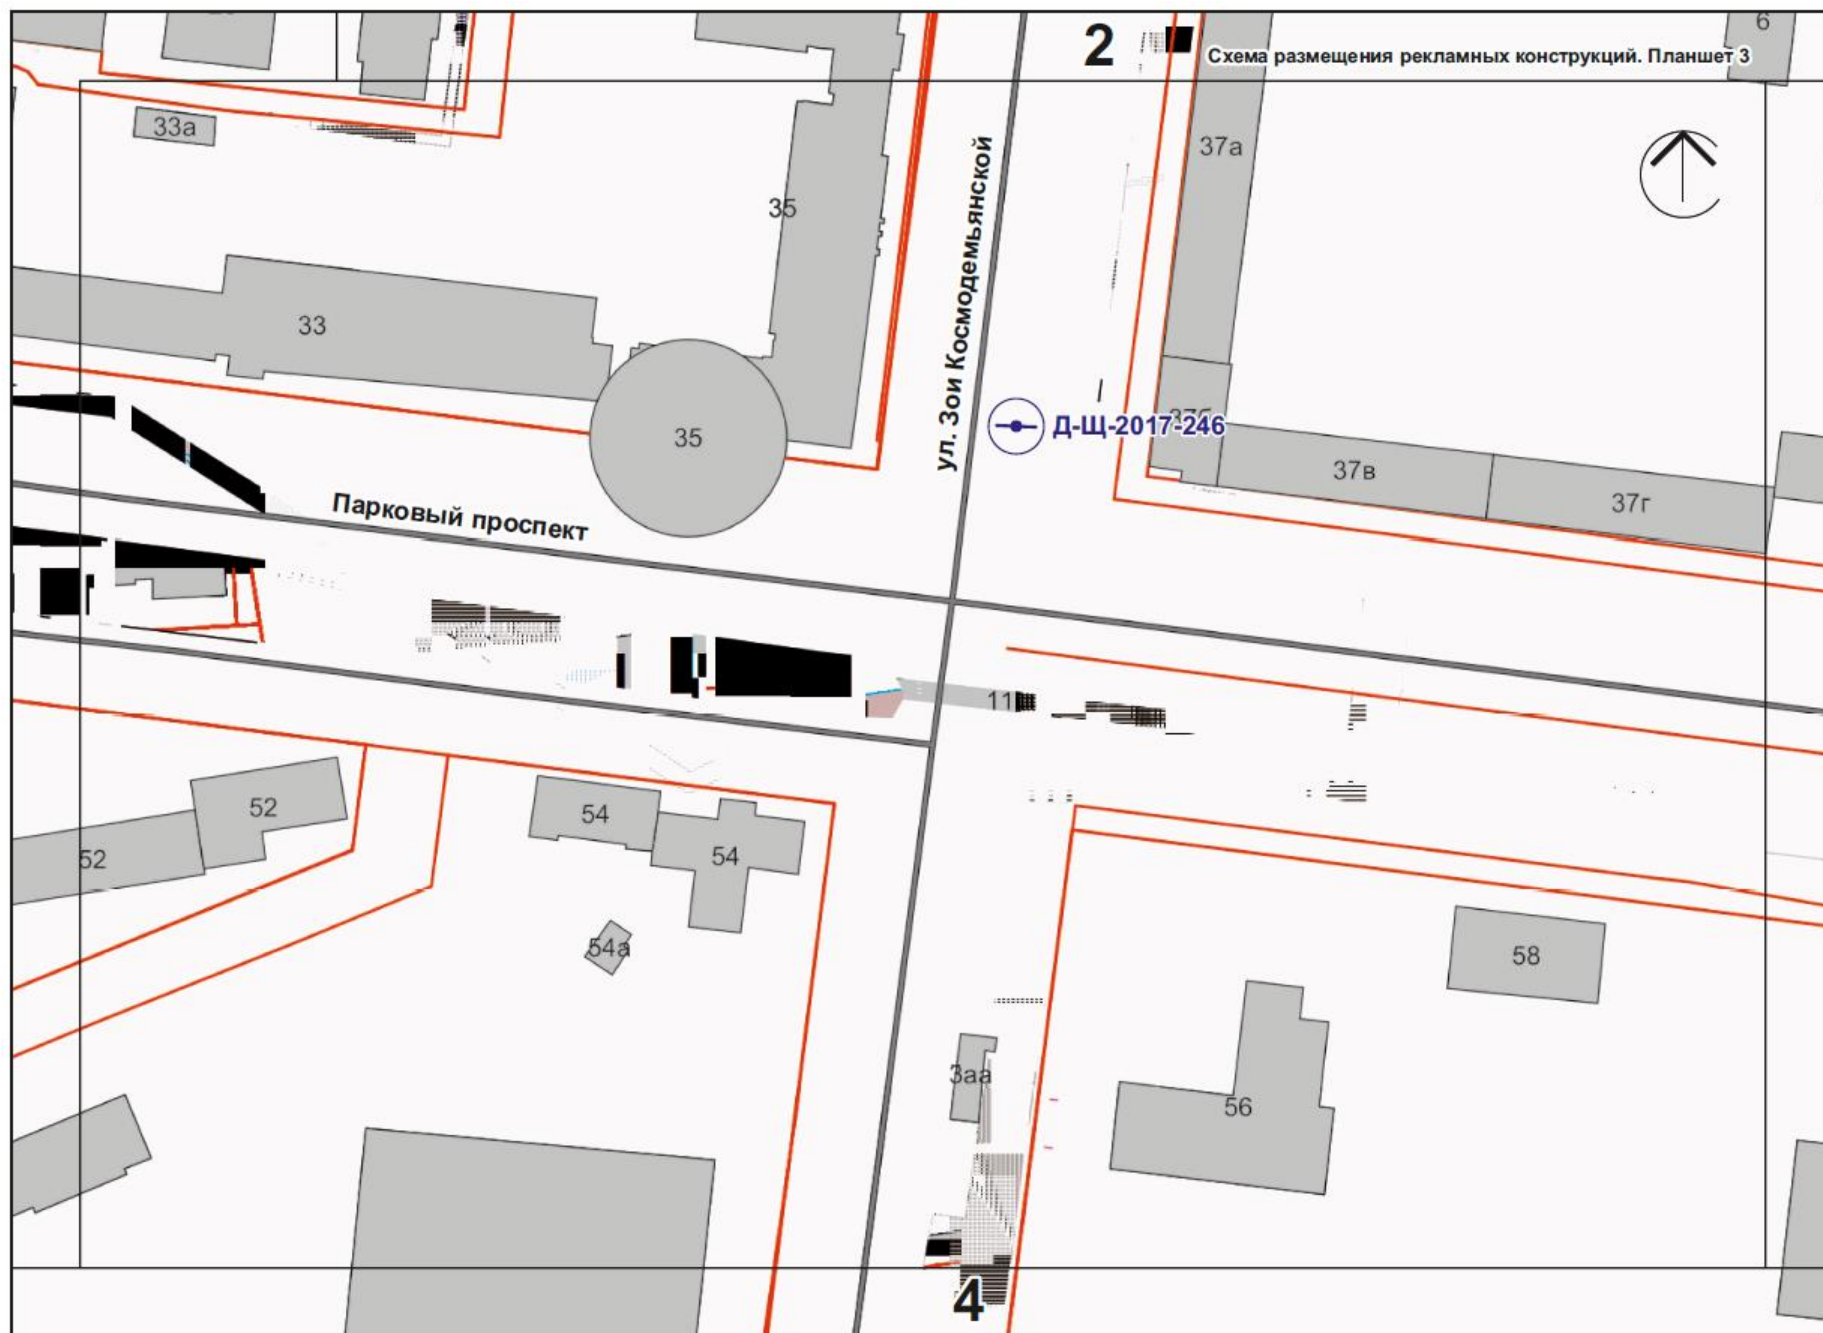 2
Схема размещения рекламных конструкций. Планшет 3
6
33а
37а
35
ул. Зои Космодемьянской
33
37б
Д-Щ-2017-246
35
37в
37г
Парковый проспект
11
52
54
52
54
54а
58
3аа
56
4